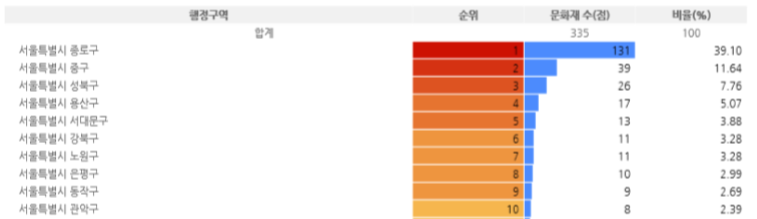 행정구역 순위 문화재 수(점) 비율(%)
합계 335 100
서울특별시 종로구 1 131 39.10
서울특별시 중구 2 39 11.64
서울특별시 성북구 3 26 7.76
서울특별시 용산구 4 17 5.07
서울특별시 서대문구 5 13 3.88
서울특별시 강북구 6 11 3.28
서울특별시 노원구 7 11 3.28
서울특별시 은평구 8 10 2.99
서울특별시 동작구 9 9 2.69
서울특별시 관악구 10 8 2.39